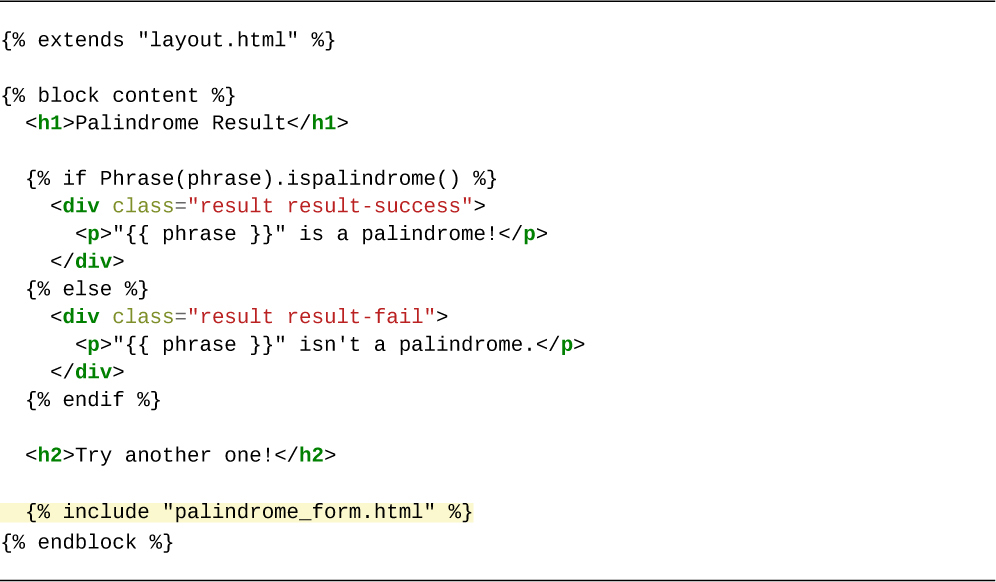 {% extends "layout.html" %}
{% block content %}
<h1>Palindrome Result</h1>
{% if Phrase(phrase).ispalindrome() %}
<div class="result result-success">
<p>"{{ phrase }}" is a palindrome!</p>
</div>
{% else %}
<div class="result result-fail">
<p>"{{ phrase }}" isn't a palindrome.</p>
</div>
{% endif %}
<h2>Try another one!</h2>
{% include "palindrome_form.html" %}
{% endblock %}